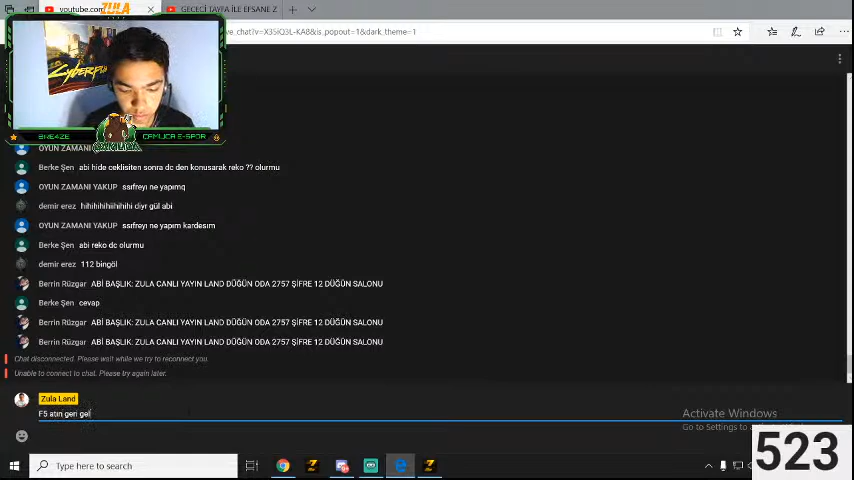 youtube.com
GECECİ TAYFA İLE EFSANE Z
ZULA
ve_chat?v=X35iQ3L-KA8&is_popout=1&dark_theme=1
BREAZE
CAMLICA E-SPOR
OYUN ZAMANI
Berke Şen abi hide ceklisiten sonra dc den konusarak reko ?? olurmu
OYUN ZAMANI YAKUP ssıfreyı ne yapımq
demir erez hihihihiiihihihi diyr gül abi
OYUN ZAMANI YAKUP ssıfreyı ne yapım kardesım
Berke Şen abi reko dc olurmu
demir erez 112 bingöl
Berrin Rüzgar ABİ BAŞLIK: ZULA CANLI YAYIN LAND DÜĞÜN ODA 2757 ŞİFRE 12 DÜĞÜN SALONU
Berke Şen cevap
Berrin Rüzgar ABİ BAŞLIK: ZULA CANLI YAYIN LAND DÜĞÜN ODA 2757 ŞİFRE 12 DÜĞÜN SALONU
Berrin Rüzgar ABİ BAŞLIK: ZULA CANLI YAYIN LAND DÜĞÜN ODA 2757 ŞİFRE 12 DÜĞÜN SALONU
Chat disconnected. Please wait while we try to reconnect you.
Unable to connect to chat. Please try again later.
Zula Land
F5 atın geri gel
Activate Windows
Go to Settings to
523
Type here to search